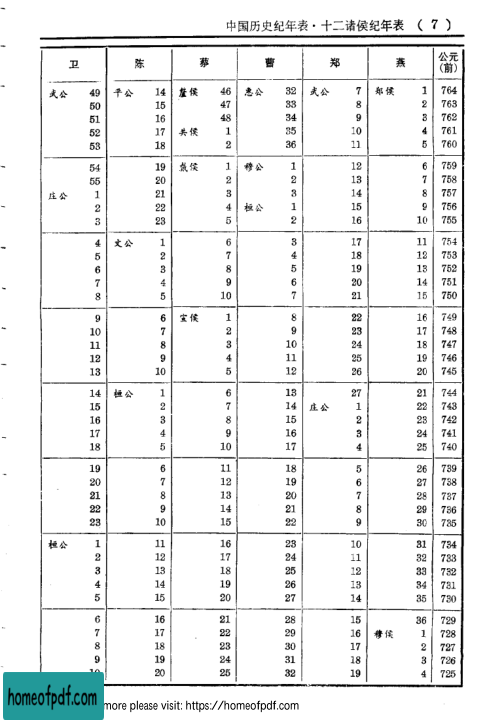 中国历史纪年表·十二诸侯纪年表 ( 7 )
卫 陈 蔡 曹 郑 燕 公元(前)
武公 49 平公 14 釐侯 46 惠公 32 武公 7 郑侯 1 764
50 15 47 33 8 2 763
51 16 48 34 9 3 762
52 17 共侯 1 35 10 4 761
53 18 2 36 11 5 760
54 19 戴侯 1 穆公 1 12 6 759
55 20 2 2 13 7 758
庄公 1 21 3 3 14 8 757
2 22 4 桓公 1 15 9 756
3 23 5 2 16 10 755
4 文公 1 6 3 17 11 754
5 2 7 4 18 12 753
6 3 8 5 19 13 752
7 4 9 6 20 14 751
8 5 10 7 21 15 750
9 6 宣侯 1 8 22 16 749
10 7 2 9 23 17 748
11 8 3 10 24 18 747
12 9 4 11 25 19 746
13 10 5 12 26 20 745
14 桓公 1 6 13 27 21 744
15 2 7 14 庄公 1 22 743
16 3 8 15 2 23 742
17 4 9 16 3 24 741
18 5 10 17 4 25 740
19 6 11 18 5 26 739
20 7 12 19 6 27 738
21 8 13 20 7 28 737
22 9 14 21 8 29 736
23 10 15 22 9 30 735
桓公 1 11 16 23 10 31 734
2 12 17 24 11 32 733
3 13 18 25 12 33 732
4 14 19 26 13 34 731
5 15 20 27 14 35 730
6 16 21 28 15 36 729
7 17 22 29 16 穆侯 1 728
8 18 23 30 17 2 727
9 19 24 31 18 3 726
20 25 32 19 4 725
homeofpdf.com more please visit: https://homeofpdf.com